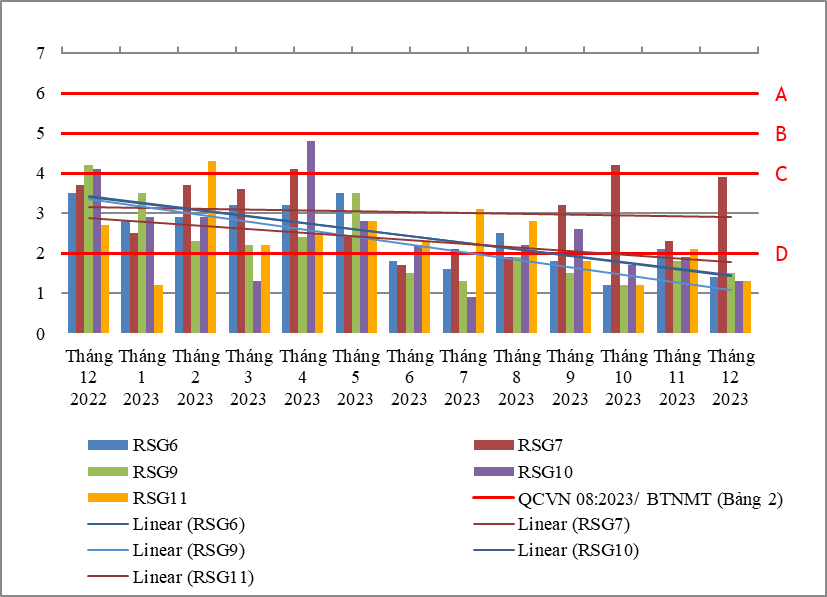 7
6
A
5
B
4
C
3
2
D
1
0
Tháng 12 2022
Tháng 1 2023
Tháng 2 2023
Tháng 3 2023
Tháng 4 2023
Tháng 5 2023
Tháng 6 2023
Tháng 7 2023
Tháng 8 2023
Tháng 9 2023
Tháng 10 2023
Tháng 11 2023
Tháng 12 2023
RSG6
RSG7
RSG9
RSG10
RSG11
QCVN 08:2023/ BTNMT (Bảng 2)
Linear (RSG6)
Linear (RSG7)
Linear (RSG9)
Linear (RSG10)
Linear (RSG11)